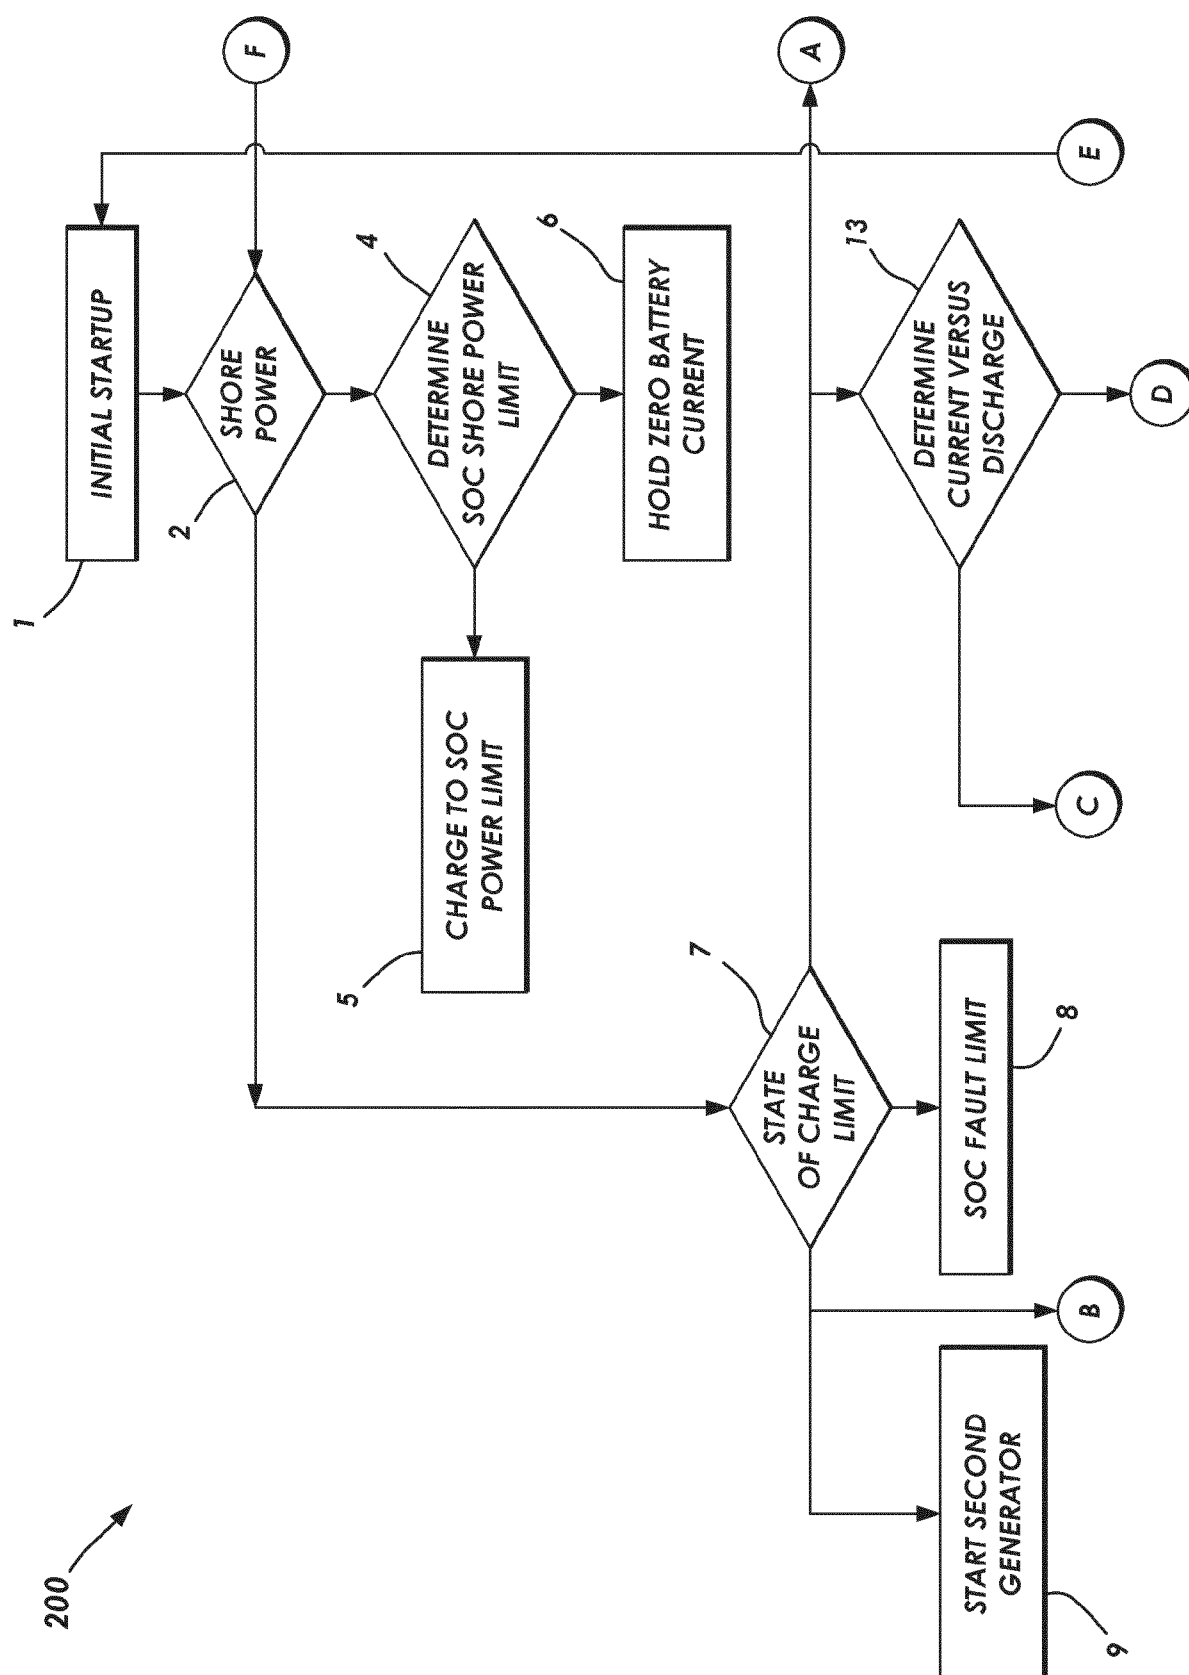 200
1
INITIAL STARTUP
F
2
SHORE
POWER
4
DETERMINE
SOC SHORE POWER
LIMIT
5
CHARGE TO SOC
POWER LIMIT
6
HOLD ZERO BATTERY
CURRENT
7
STATE
OF CHARGE
LIMIT
A
9
START SECOND
GENERATOR
B
SOC FAULT LIMIT
8
C
13
DETERMINE
CURRENT VERSUS
DISCHARGE
D
E